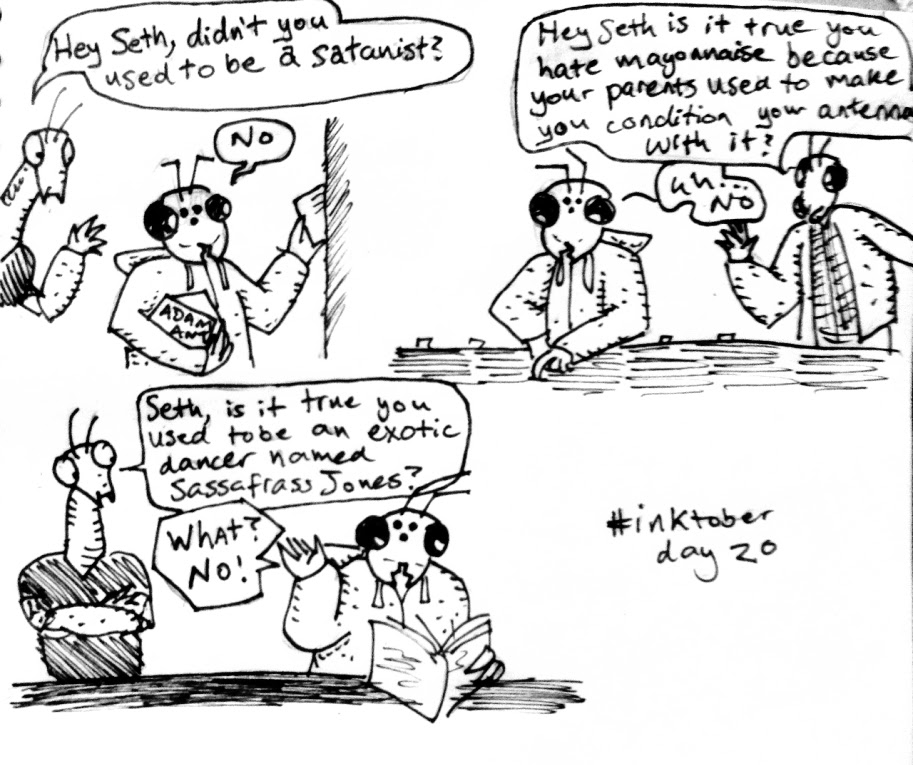 Hey Seth, didn't you
used to be a satanist?
NO
ADAM
ANT
Hey Seth is it true you
hate mayonnaise because
your parents used to make
you condition your antenna
with it?
uh...
NO
Seth, is it true you
used to be an exotic
dancer named
Sassafrass Jones?
What?
NO!
#inktober
day 20